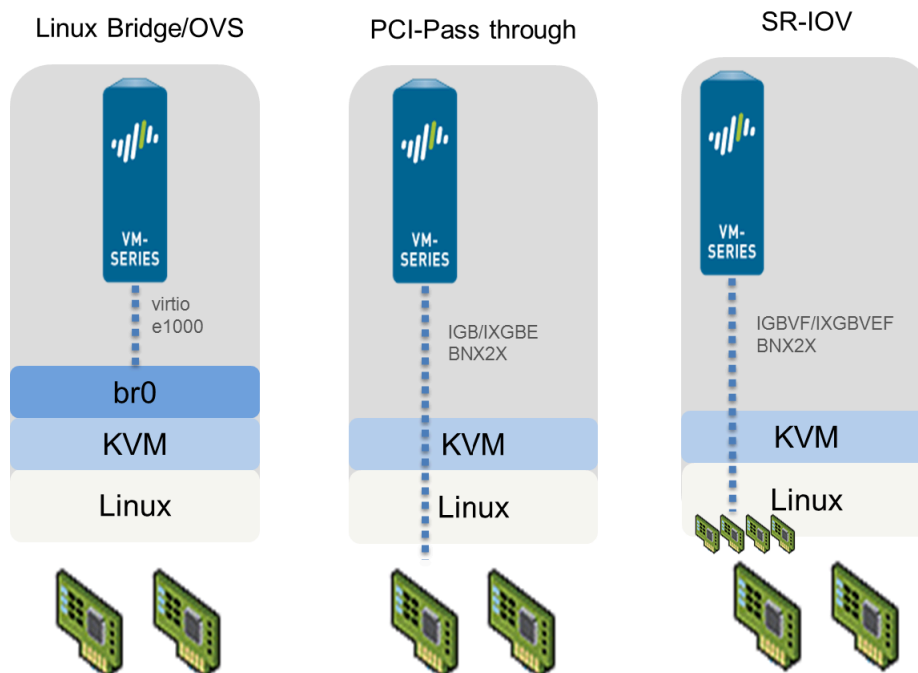 Linux Bridge/OVS
VM-
SERIES
virtio
e1000
br0
KVM
Linux
PCI-Pass through
VM-
SERIES
IGB/IXGBE
BNX2X
KVM
Linux
SR-IOV
VM-
SERIES
IGBVF/IXGBVEF
BNX2X
KVM
Linux